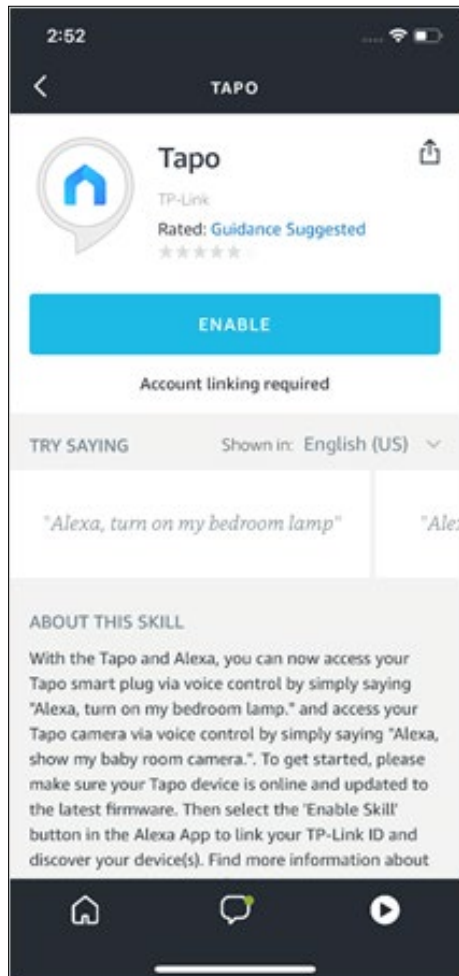 2:52
TAPO
Tapo
TP-Link
Rated: Guidance Suggested
ENABLE
Account linking required
TRY SAYING
Shown in: English (US)
"Alexa, turn on my bedroom lamp"
"Ale
ABOUT THIS SKILL
With the Tapo and Alexa, you can now access your
Tapo smart plug via voice control by simply saying
"Alexa, turn on my bedroom lamp." and access your
Tapo camera via voice control by simply saying "Alexa,
show my baby room camera.". To get started, please
make sure your Tapo device is online and updated to
the latest firmware. Then select the 'Enable Skill'
button in the Alexa App to link your TP-Link ID and
discover your device(s). Find more information about